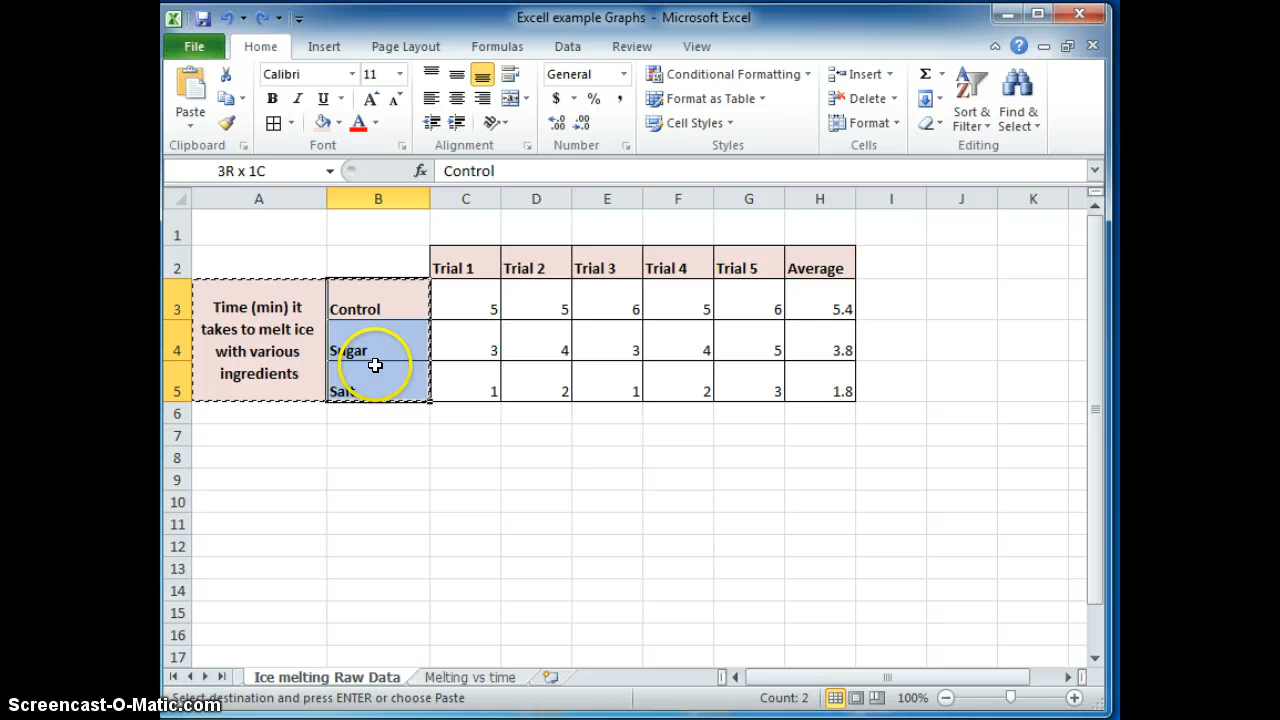 Excell example Graphs - Microsoft Excel
File Home Insert Page Layout Formulas Data Review View
Calibri 11 General Conditional Formatting Insert Σ
Paste B I U A A $ % , Format as Table Delete Sort & Filter Find & Select
A Cell Styles Format
Clipboard Font Alignment Number Styles Cells Editing
3R x 1C fx Control
A B C D E F G H I J K
1
2 Trial 1 Trial 2 Trial 3 Trial 4 Trial 5 Average
3 Time (min) it takes to melt ice with various ingredients Control 5 5 6 5 6 5.4
4 Sugar 3 4 3 4 5 3.8
5 1 2 1 2 3 1.8
6
7
8
9
10
11
12
13
14
15
16
17
Ice melting Raw Data Melting vs time
Select destination and press ENTER or choose Paste Count: 2 100%
Screencast-O-Matic.com